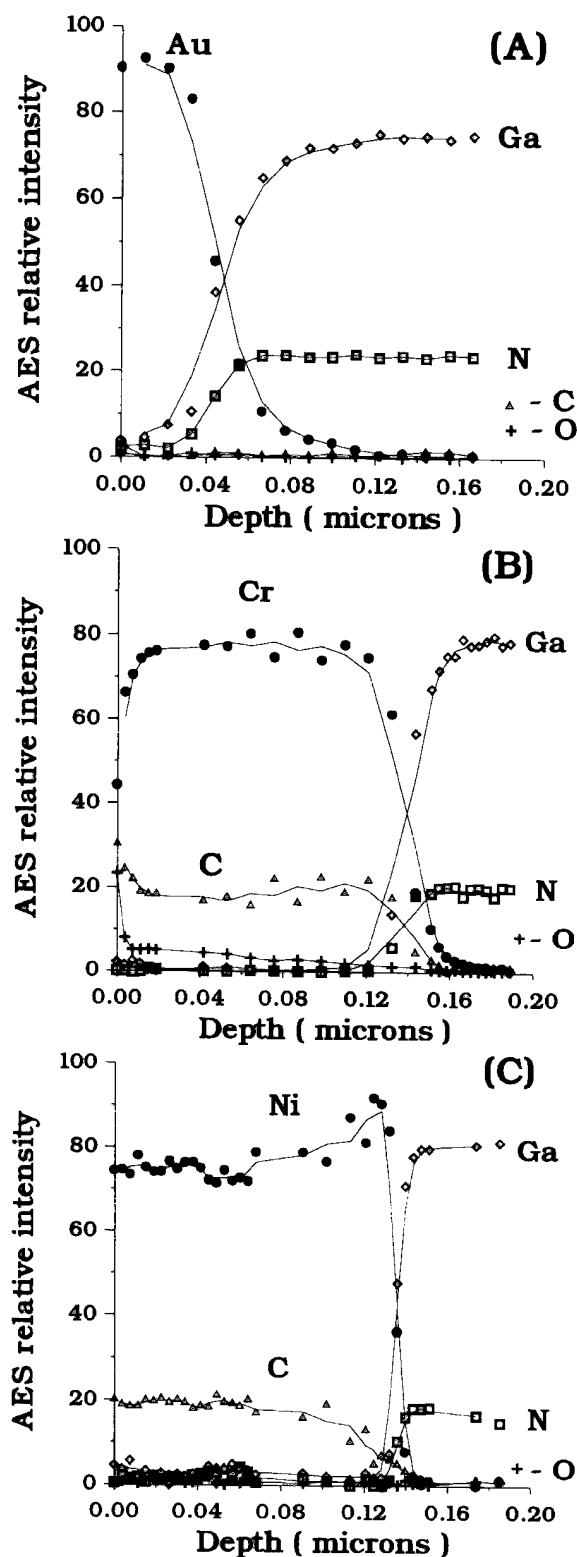 (A)
Au
Ga
N
- C
+ - O
AES relative intensity
100
80
60
40
20
0
0.00 0.04 0.08 0.12 0.16 0.20
Depth ( microns )
(B)
Cr
Ga
C
N
+ - O
AES relative intensity
100
80
60
40
20
0
0.00 0.04 0.08 0.12 0.16 0.20
Depth ( microns )
(C)
Ni
Ga
C
N
+ - O
AES relative intensity
100
80
60
40
20
0
0.00 0.04 0.08 0.12 0.16 0.20
Depth ( microns )